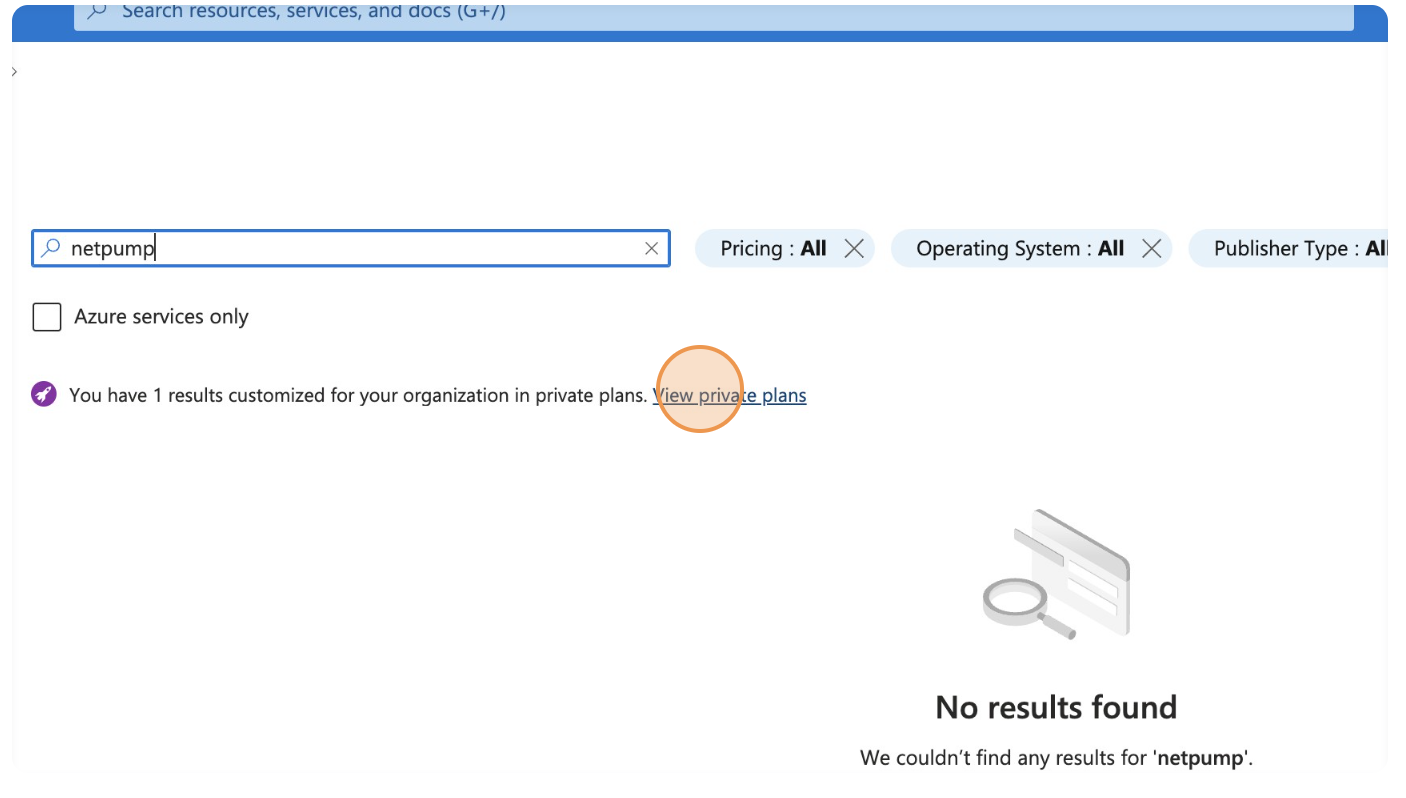 Search resources, services, and docs (G+/)
netpump
Pricing : All
Operating System : All
Publisher Type : All
Azure services only
You have 1 results customized for your organization in private plans. View private plans
No results found
We couldn’t find any results for 'netpump'.